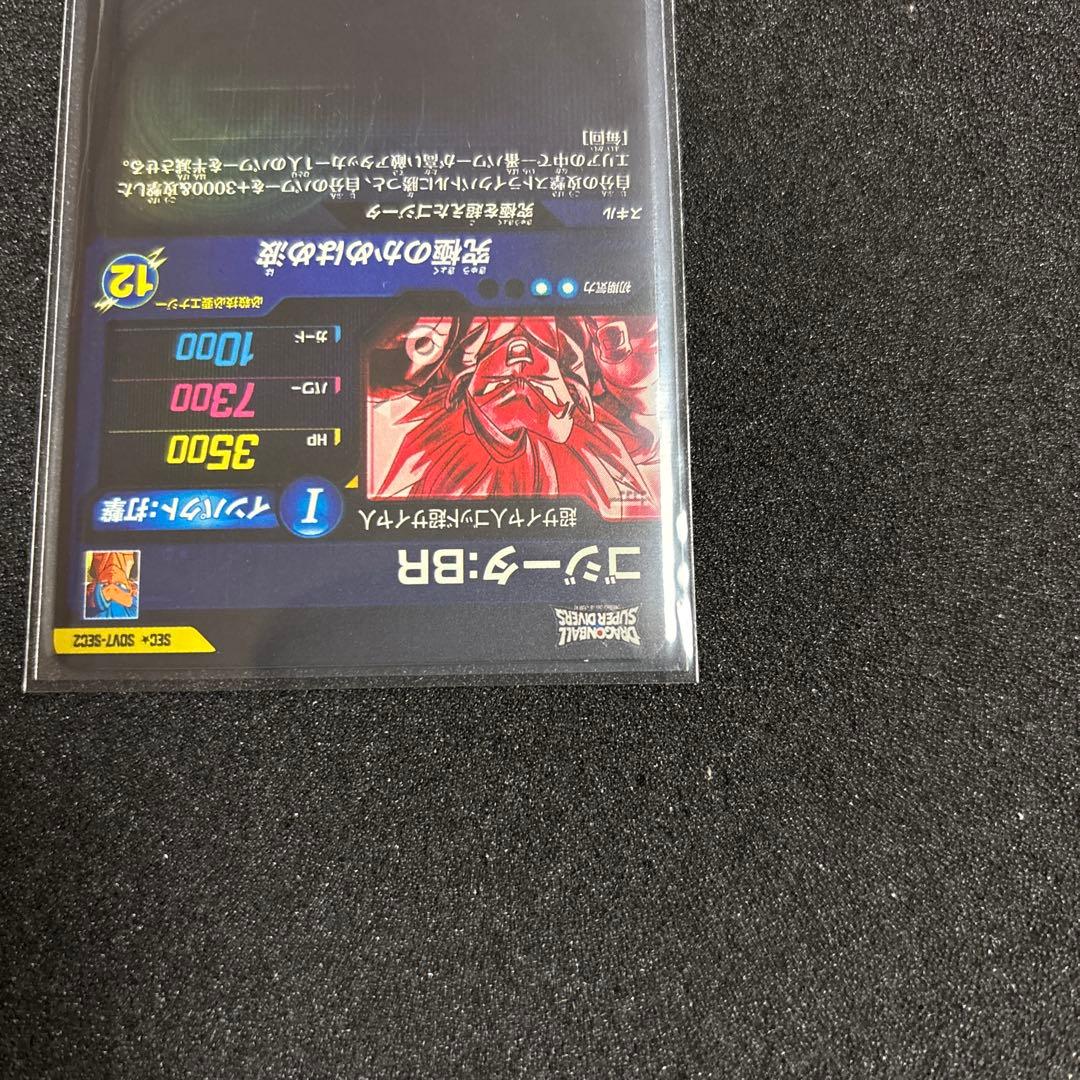 SEC★ SDV7-SEC2
DRAGONBALL
SUPER DIVERS
ゴジータ:BR
超サイヤ人ゴッド超サイヤ人
I インパクト:打撃
HP 3500
パワー 7300
ガード 1000
初期気力
必殺技必要エナジー 12
究極のかめはめ波
スキル 究極を超えたゴジータ
自分の攻撃ストライクバトルに勝つと、自分のパワーを+3000&攻撃した
エリアの中で一番パワーが高い敵アタッカー1人のパワーを半減させる。
[毎回]